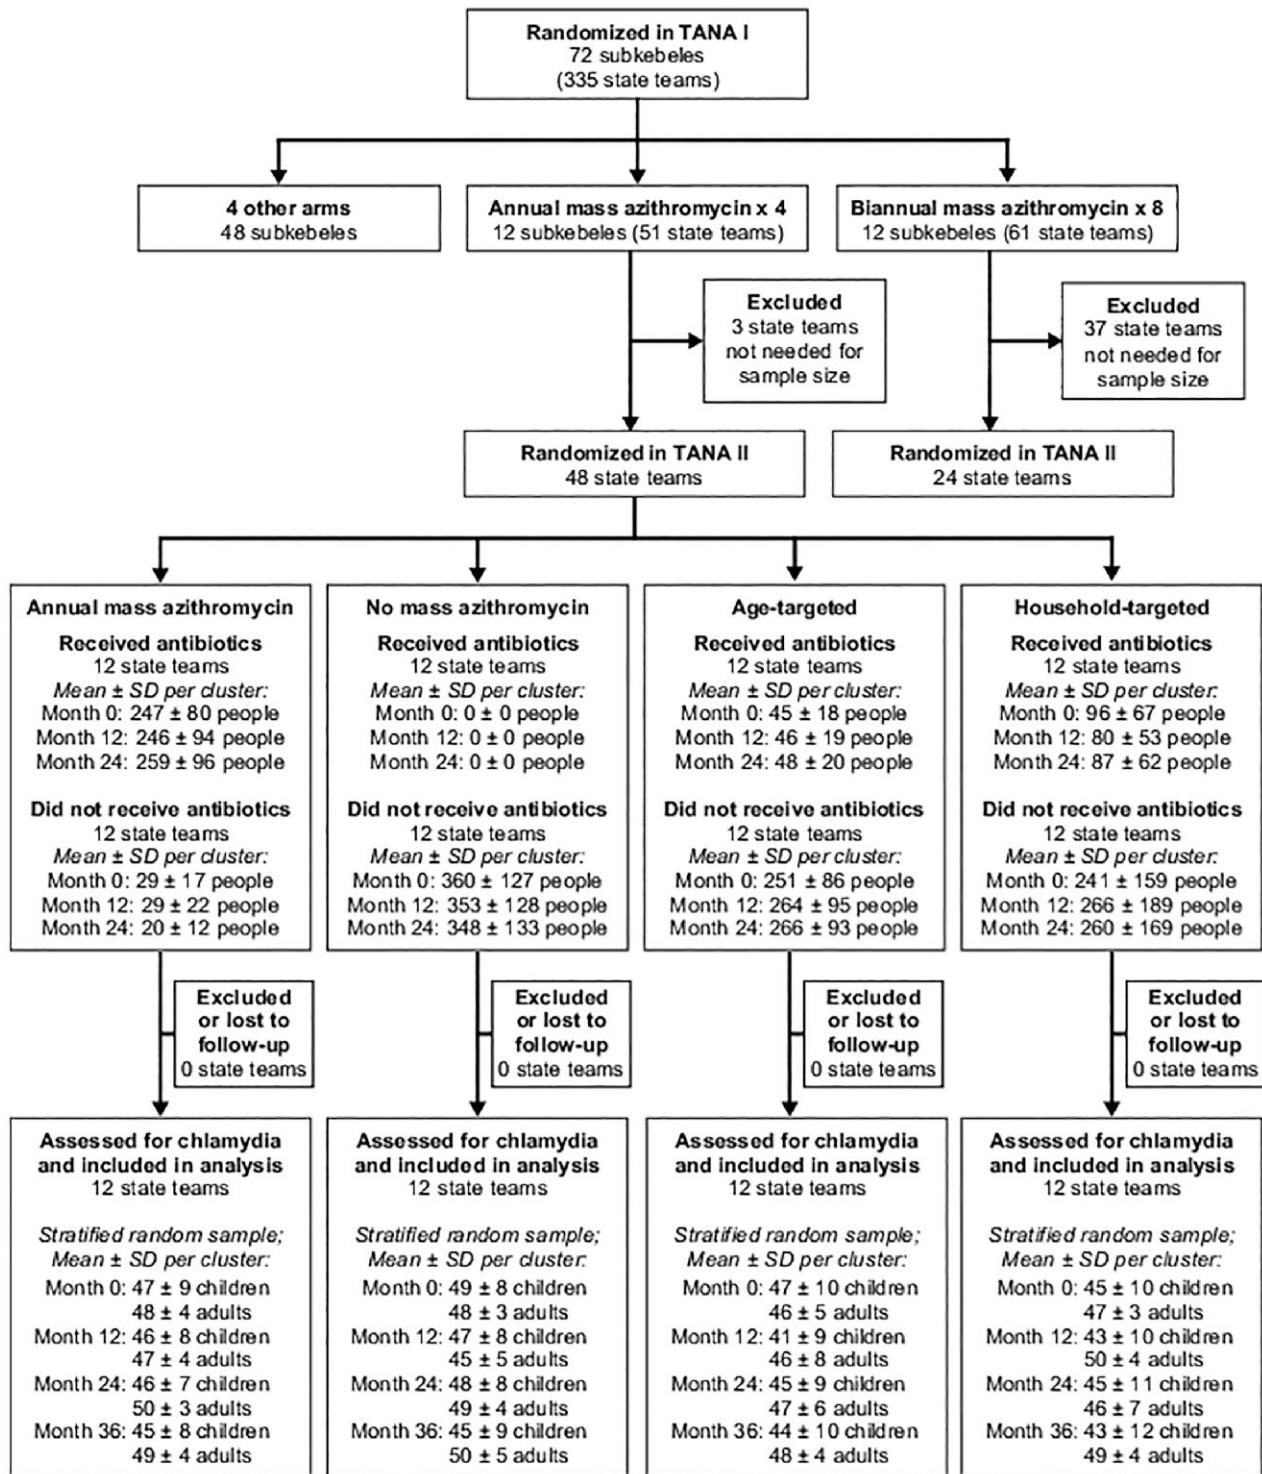 Randomized in TANA I
72 subkebeles
(335 state teams)
4 other arms
48 subkebeles
Annual mass azithromycin x 4
12 subkebeles (51 state teams)
Biannual mass azithromycin x 8
12 subkebeles (61 state teams)
Excluded
3 state teams
not needed for
sample size
Excluded
37 state teams
not needed for
sample size
Randomized in TANA II
48 state teams
Randomized in TANA II
24 state teams
Annual mass azithromycin
Received antibiotics
12 state teams
Mean ± SD per cluster:
Month 0: 247 ± 80 people
Month 12: 246 ± 94 people
Month 24: 259 ± 96 people
Did not receive antibiotics
12 state teams
Mean ± SD per cluster:
Month 0: 29 ± 17 people
Month 12: 29 ± 22 people
Month 24: 20 ± 12 people
No mass azithromycin
Received antibiotics
12 state teams
Mean ± SD per cluster:
Month 0: 0 ± 0 people
Month 12: 0 ± 0 people
Month 24: 0 ± 0 people
Did not receive antibiotics
12 state teams
Mean ± SD per cluster:
Month 0: 360 ± 127 people
Month 12: 353 ± 128 people
Month 24: 348 ± 133 people
Age-targeted
Received antibiotics
12 state teams
Mean ± SD per cluster:
Month 0: 45 ± 18 people
Month 12: 46 ± 19 people
Month 24: 48 ± 20 people
Did not receive antibiotics
12 state teams
Mean ± SD per cluster:
Month 0: 251 ± 86 people
Month 12: 264 ± 95 people
Month 24: 266 ± 93 people
Household-targeted
Received antibiotics
12 state teams
Mean ± SD per cluster:
Month 0: 96 ± 67 people
Month 12: 80 ± 53 people
Month 24: 87 ± 62 people
Did not receive antibiotics
12 state teams
Mean ± SD per cluster:
Month 0: 241 ± 159 people
Month 12: 266 ± 189 people
Month 24: 260 ± 169 people
Excluded
or lost to
follow-up
0 state teams
Excluded
or lost to
follow-up
0 state teams
Excluded
or lost to
follow-up
0 state teams
Excluded
or lost to
follow-up
0 state teams
Assessed for chlamydia
and included in analysis
12 state teams
Stratified random sample;
Mean ± SD per cluster:
Month 0: 47 ± 9 children
48 ± 4 adults
Month 12: 46 ± 8 children
47 ± 4 adults
Month 24: 46 ± 7 children
50 ± 3 adults
Month 36: 45 ± 8 children
49 ± 4 adults
Assessed for chlamydia
and included in analysis
12 state teams
Stratified random sample;
Mean ± SD per cluster:
Month 0: 49 ± 8 children
48 ± 3 adults
Month 12: 47 ± 8 children
45 ± 5 adults
Month 24: 48 ± 8 children
49 ± 4 adults
Month 36: 45 ± 9 children
50 ± 5 adults
Assessed for chlamydia
and included in analysis
12 state teams
Stratified random sample;
Mean ± SD per cluster:
Month 0: 47 ± 10 children
46 ± 5 adults
Month 12: 41 ± 9 children
46 ± 8 adults
Month 24: 45 ± 9 children
47 ± 6 adults
Month 36: 44 ± 10 children
48 ± 4 adults
Assessed for chlamydia
and included in analysis
12 state teams
Stratified random sample;
Mean ± SD per cluster:
Month 0: 45 ± 10 children
47 ± 3 adults
Month 12: 43 ± 10 children
50 ± 4 adults
Month 24: 45 ± 11 children
46 ± 7 adults
Month 36: 43 ± 12 children
49 ± 4 adults